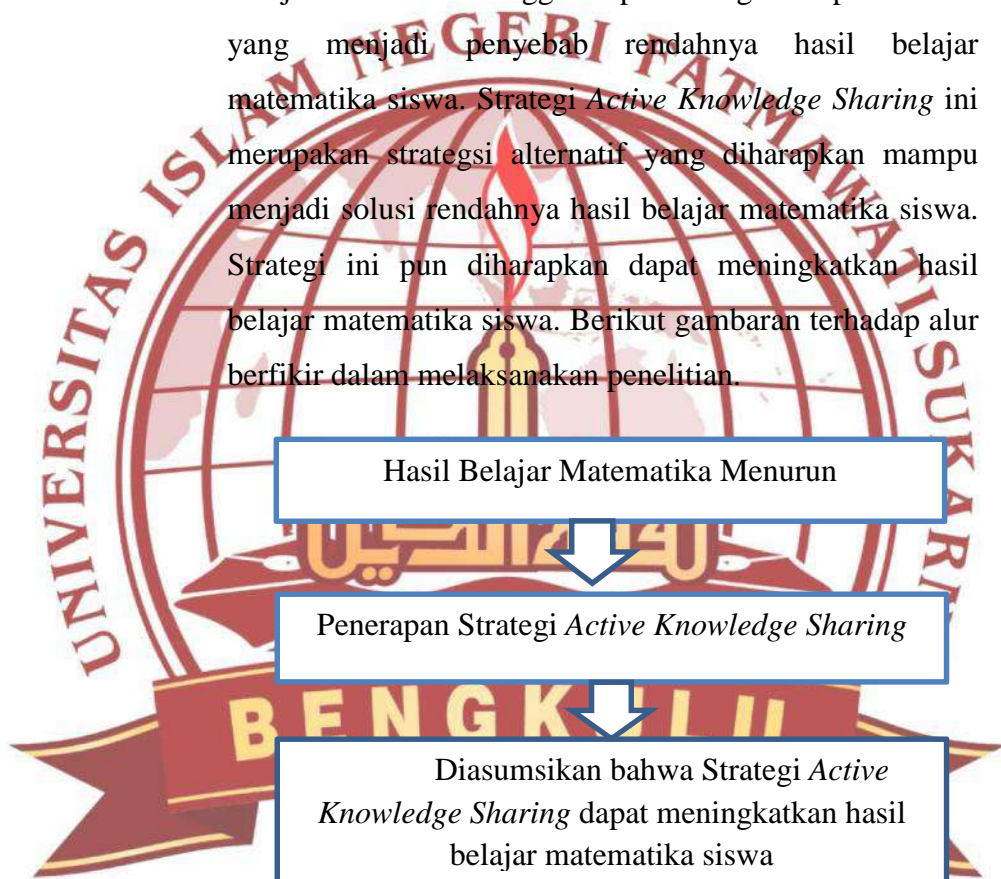 yang menjadi penyebab rendahnya hasil belajar
matematika siswa. Strategi Active Knowledge Sharing ini
merupakan strategsi alternatif yang diharapkan mampu
menjadi solusi rendahnya hasil belajar matematika siswa.
Strategi ini pun diharapkan dapat meningkatkan hasil
belajar matematika siswa. Berikut gambaran terhadap alur
berfikir dalam melaksanakan penelitian.
Hasil Belajar Matematika Menurun
Penerapan Strategi Active Knowledge Sharing
Diasumsikan bahwa Strategi Active
Knowledge Sharing dapat meningkatkan hasil
belajar matematika siswa
UNIVERSITAS ISLAM NEGERI FATMAWATI
BENGKULU